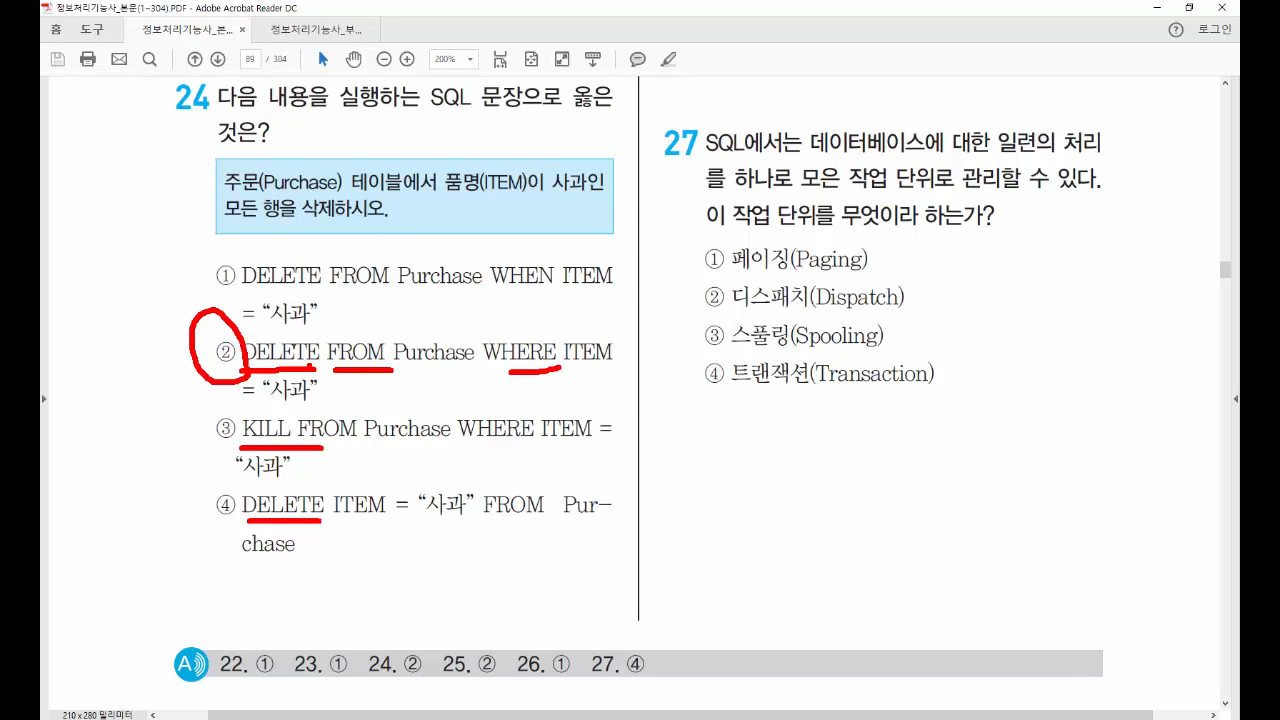 정보처리기능사_본문(1-304).PDF - Adobe Acrobat Reader DC
홈 도구 정보처리기능사_본... × 정보처리기능사_부... 로그인
89 / 304 200%
24 다음 내용을 실행하는 SQL 문장으로 옳은
것은?
주문(Purchase) 테이블에서 품명(ITEM)이 사과인
모든 행을 삭제하시오.
① DELETE FROM Purchase WHEN ITEM
= “사과”
② DELETE FROM Purchase WHERE ITEM
= “사과”
③ KILL FROM Purchase WHERE ITEM =
“사과”
④ DELETE ITEM = “사과” FROM Pur-
chase
27 SQL에서는 데이터베이스에 대한 일련의 처리
를 하나로 모은 작업 단위로 관리할 수 있다.
이 작업 단위를 무엇이라 하는가?
① 페이징(Paging)
② 디스패치(Dispatch)
③ 스풀링(Spooling)
④ 트랜잭션(Transaction)
A 22. ① 23. ① 24. ② 25. ② 26. ① 27. ④
210 x 280 밀리미터